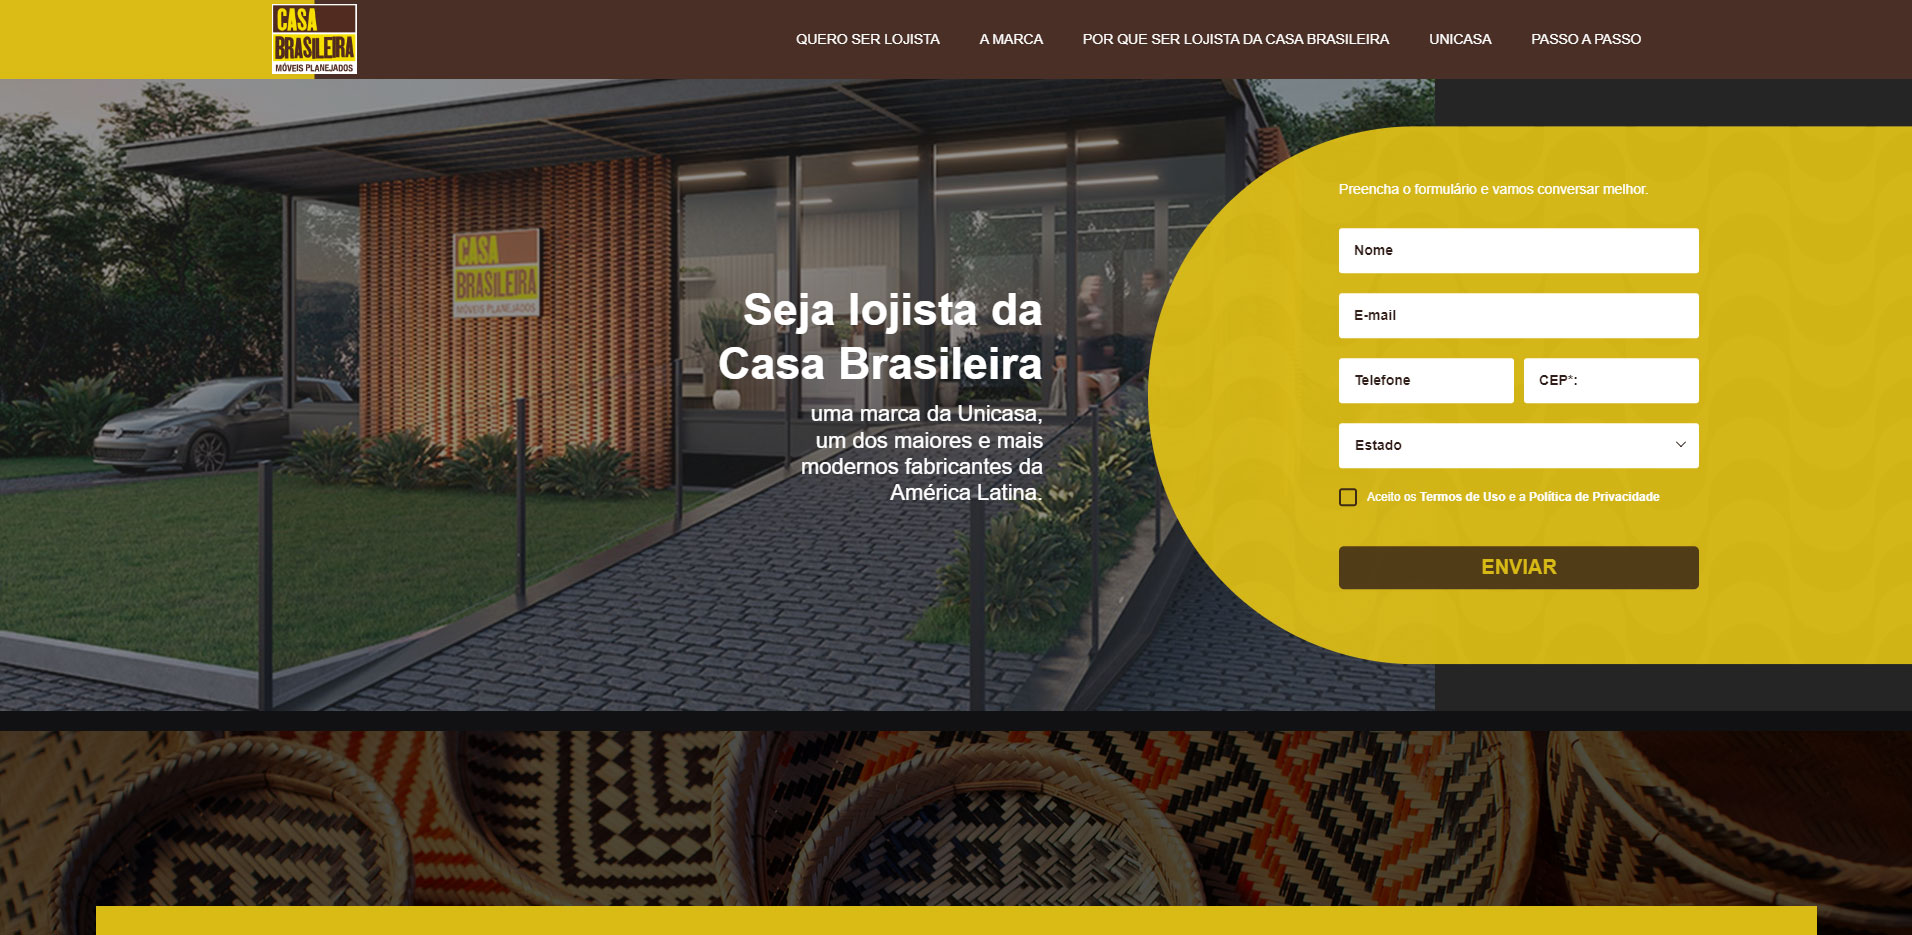 CASA
BRASILEIRA
MÓVEIS PLANEJADOS
QUERO SER LOJISTA
A MARCA
POR QUE SER LOJISTA DA CASA BRASILEIRA
UNICASA
PASSO A PASSO
CASA
BRASILEIRA
MÓVEIS PLANEJADOS
Seja lojista da
Casa Brasileira
uma marca da Unicasa,
um dos maiores e mais
modernos fabricantes da
América Latina.
Preencha o formulário e vamos conversar melhor.
Nome
E-mail
Telefone
CEP*:
Estado
Aceito os Termos de Uso e a Política de Privacidade
ENVIAR